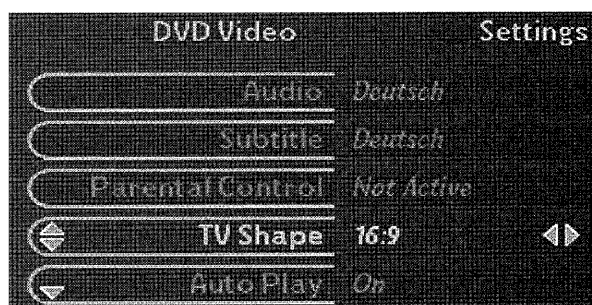 DVD Video Settings
Audio Deutsch
Subtitle Deutsch
Parental Control Not Active
TV Shape 16:9
Auto Play On